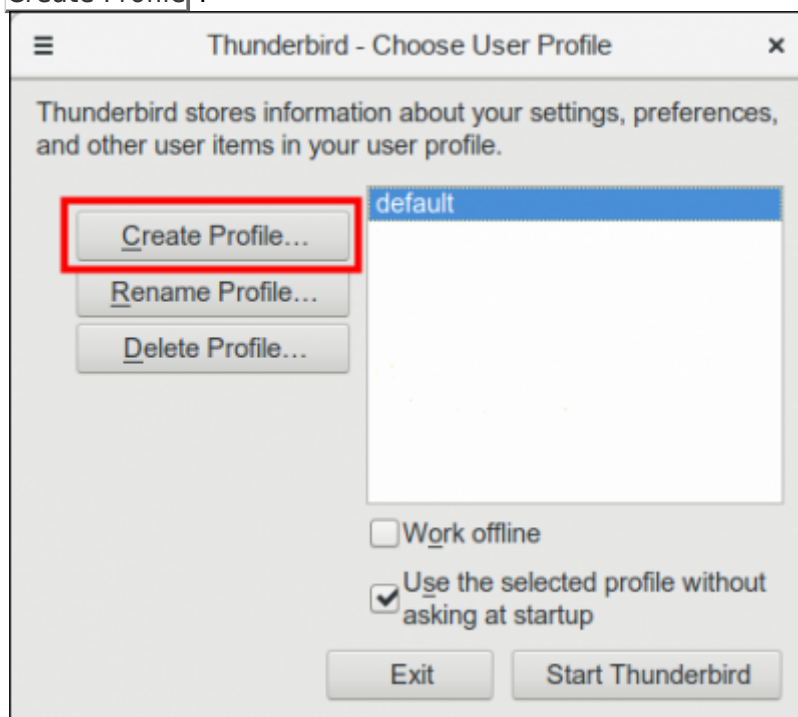 Create Profile .
Thunderbird - Choose User Profile
Thunderbird stores information about your settings, preferences,
and other user items in your user profile.
default
Create Profile...
Rename Profile...
Delete Profile...
Work offline
Use the selected profile without
asking at startup
Exit
Start Thunderbird